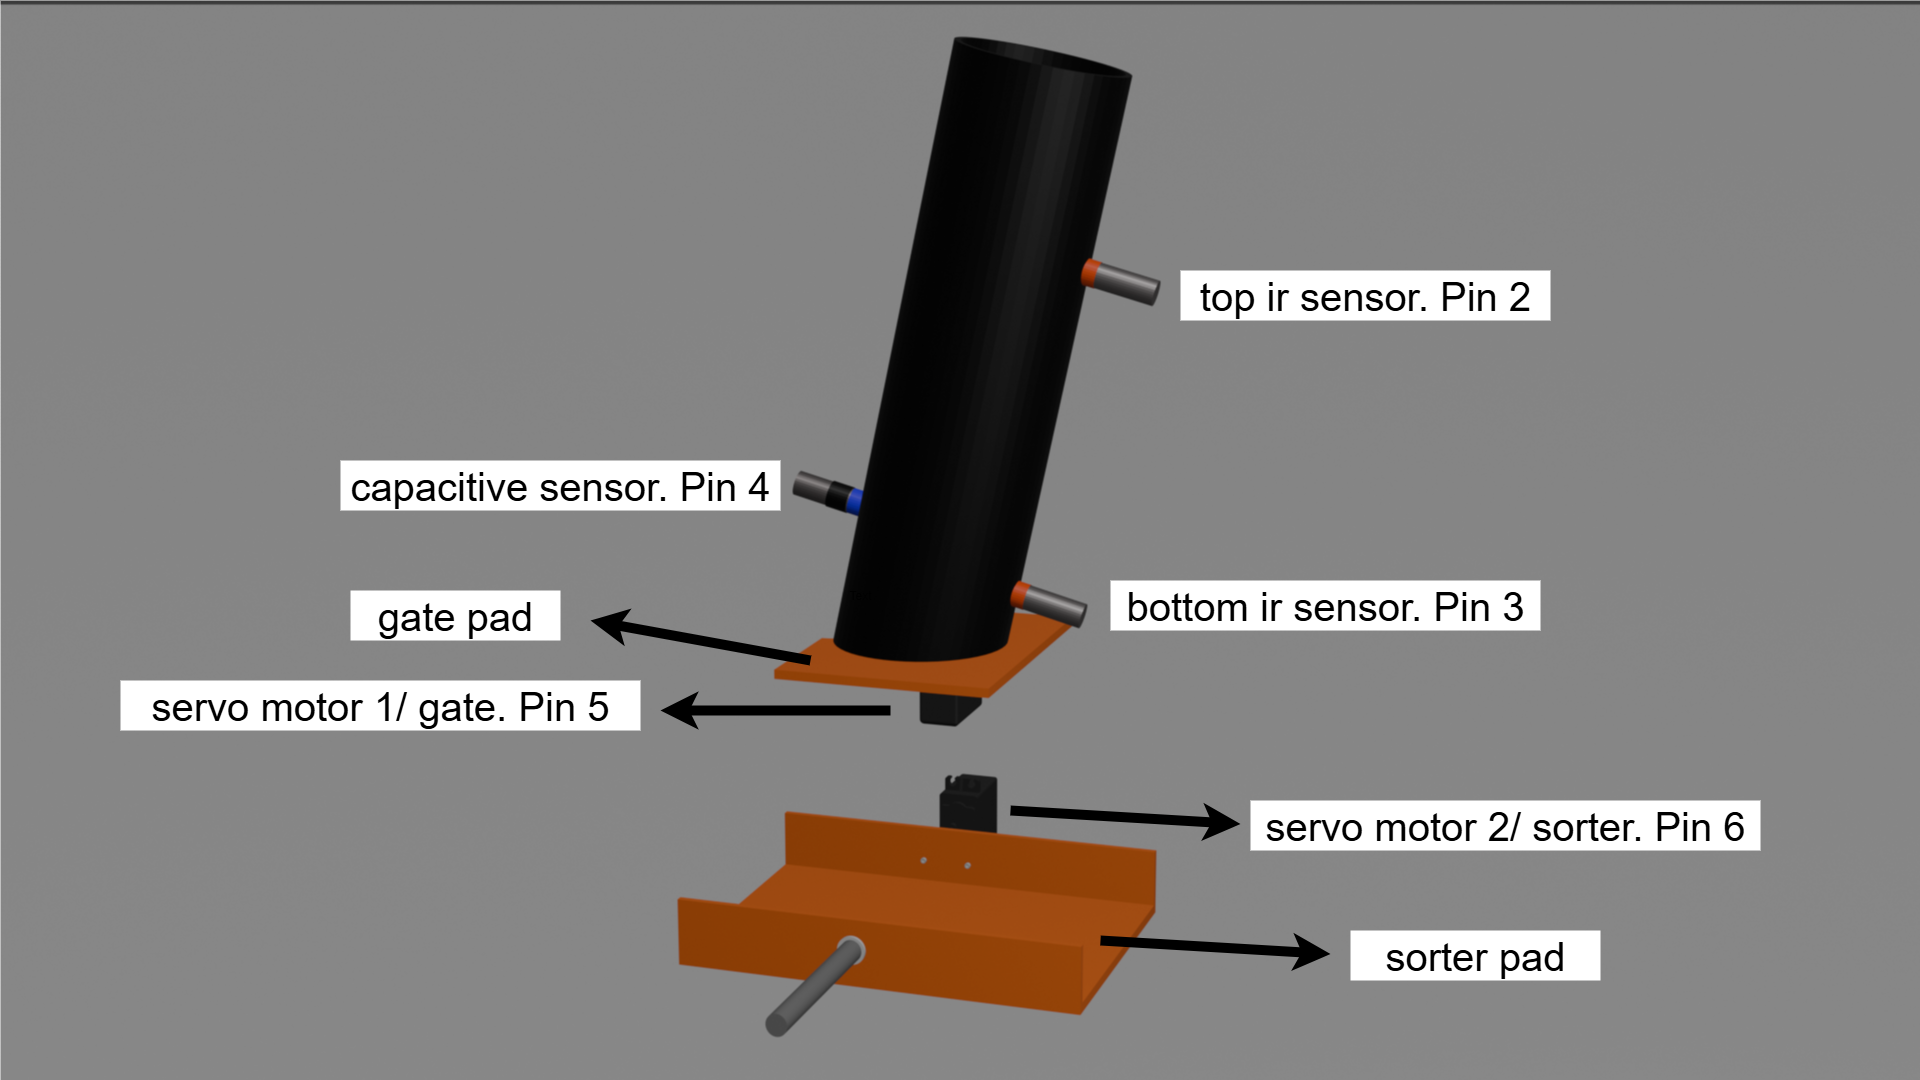 top ir sensor. Pin 2
capacitive sensor. Pin 4
bottom ir sensor. Pin 3
gate pad
servo motor 1/ gate. Pin 5
servo motor 2/ sorter. Pin 6
sorter pad